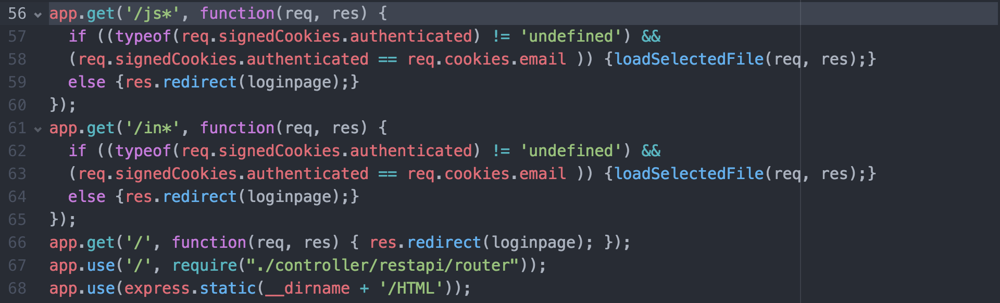 56 app.get('/js*', function(req, res) {
57   if ((typeof(req.signedCookies.authenticated) != 'undefined') &&
58   (req.signedCookies.authenticated == req.cookies.email )) {loadSelectedFile(req, res);}
59   else {res.redirect(loginpage);}
60 });
61 app.get('/in*', function(req, res) {
62   if ((typeof(req.signedCookies.authenticated) != 'undefined') &&
63   (req.signedCookies.authenticated == req.cookies.email )) {loadSelectedFile(req, res);}
64   else {res.redirect(loginpage);}
65 });
66 app.get('/', function(req, res) { res.redirect(loginpage); });
67 app.use('/', require("./controller/restapi/router"));
68 app.use(express.static(__dirname + '/HTML'));